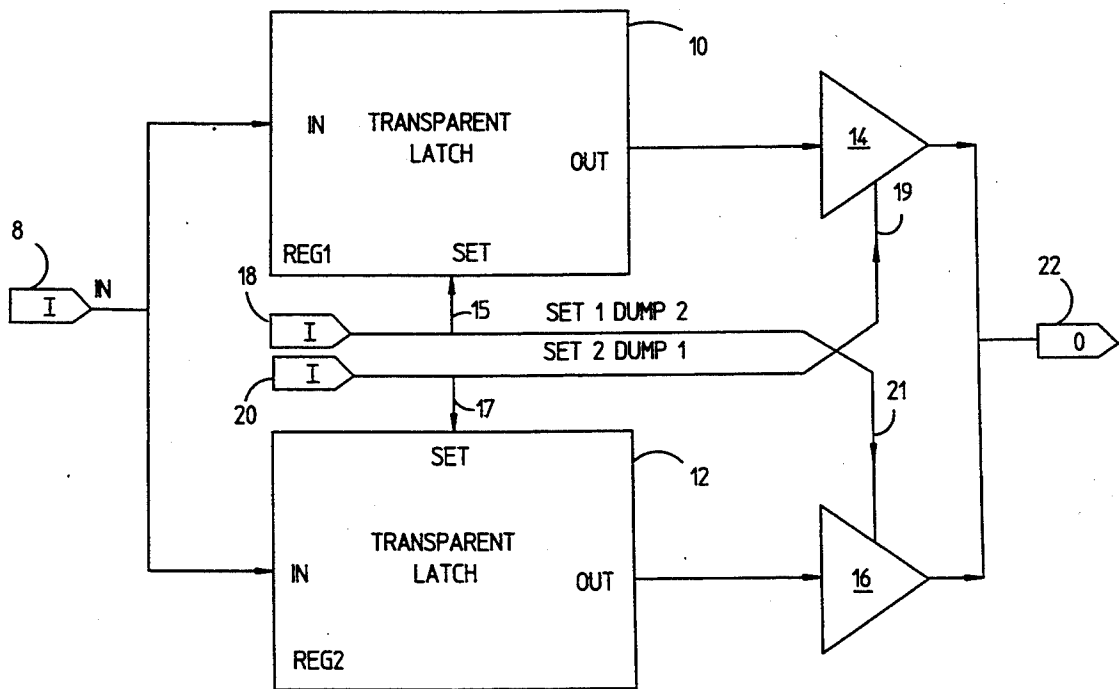 10
IN
TRANSPARENT
LATCH
OUT
REG1
SET
14
19
8
I
IN
18
I
15
SET 1 DUMP 2
22
O
20
I
SET 2 DUMP 1
17
21
SET
12
TRANSPARENT
LATCH
IN
OUT
REG2
16